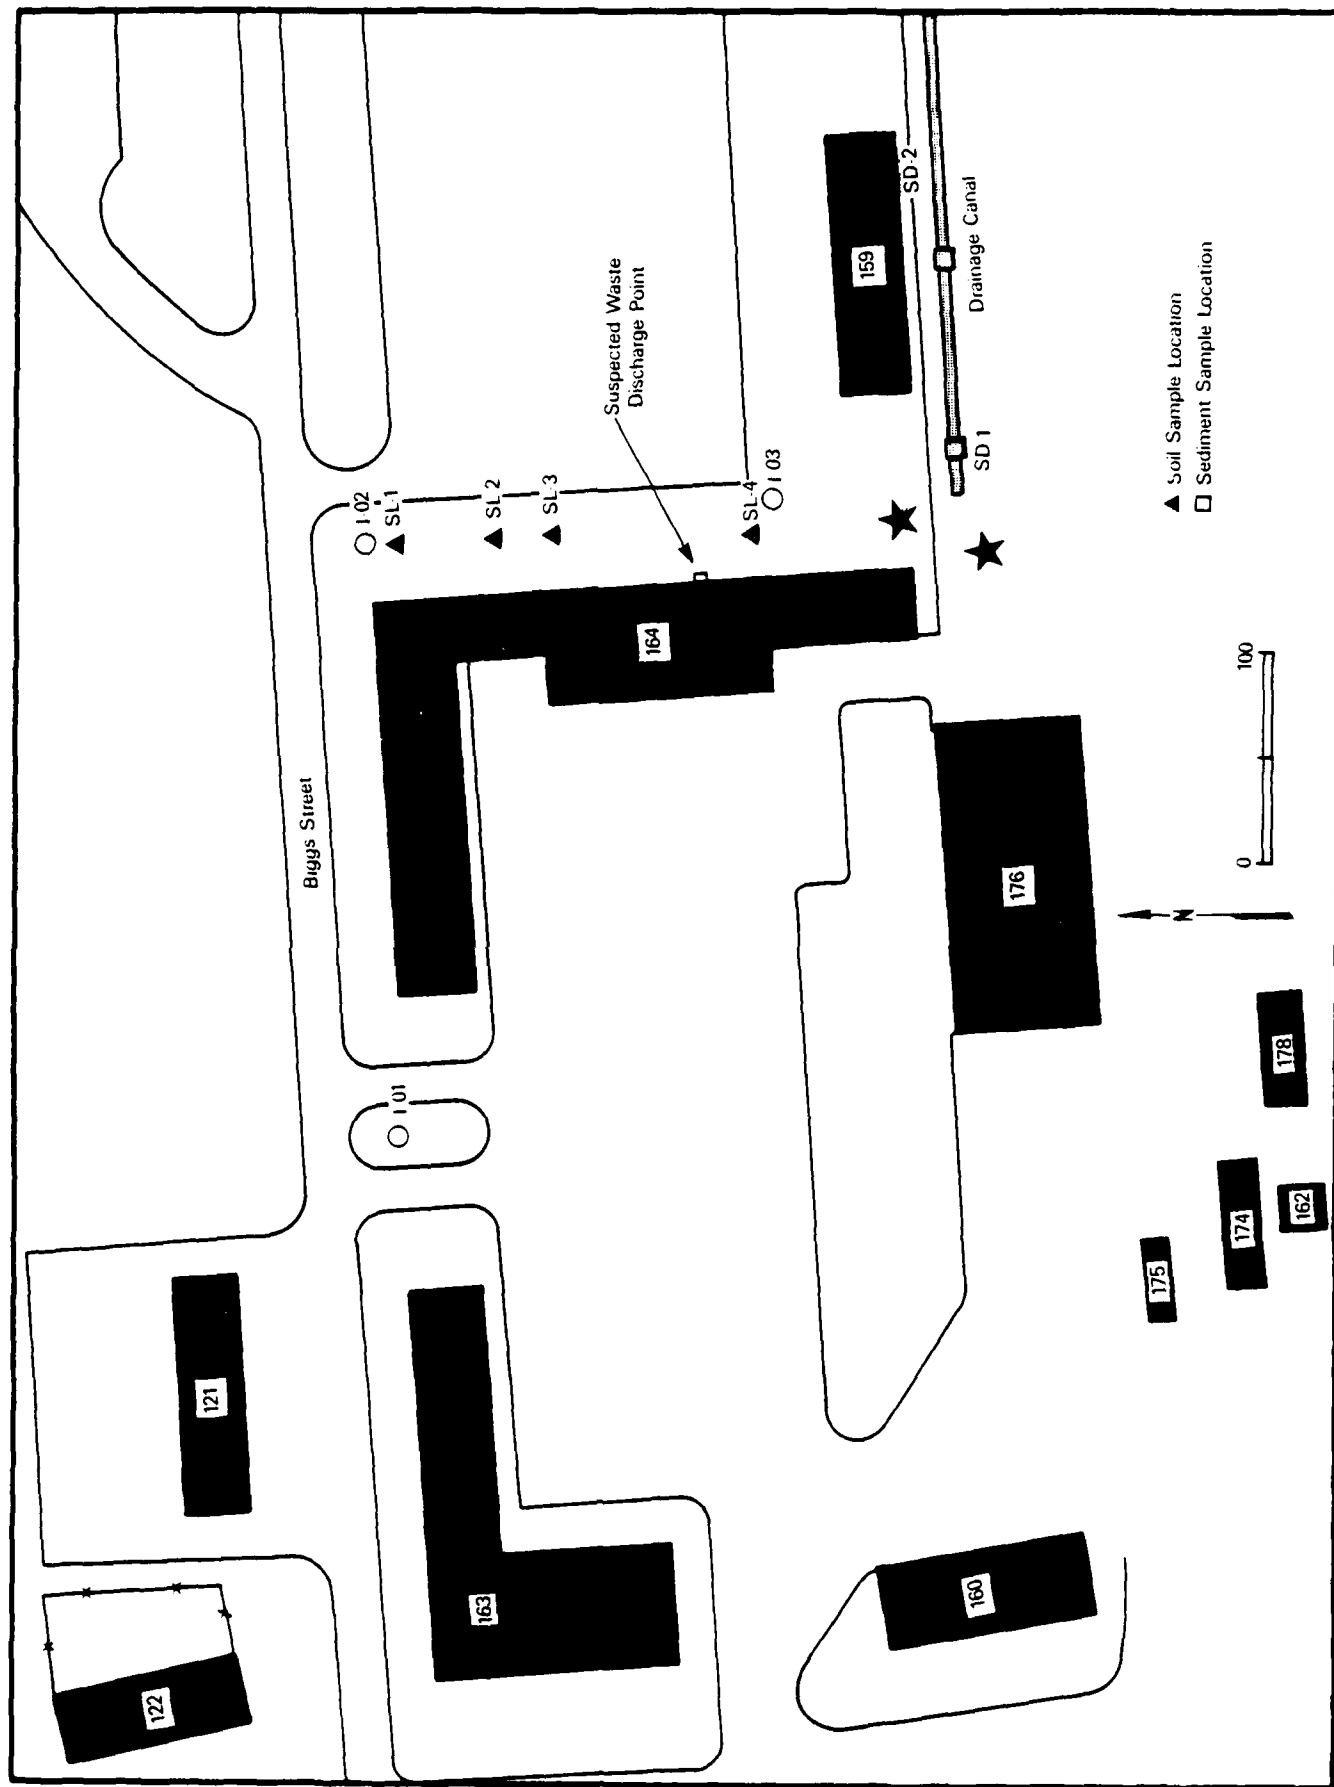 122
121
Biggs Street
163
I-01
I-02
SL-1
SL-2
SL-3
SL-4
I-03
Suspected Waste
Discharge Point
164
159
SD-2
SD-1
Drainage Canal
160
176
175
174
162
178
N
0
100
▲ Soil Sample Location
□ Sediment Sample Location